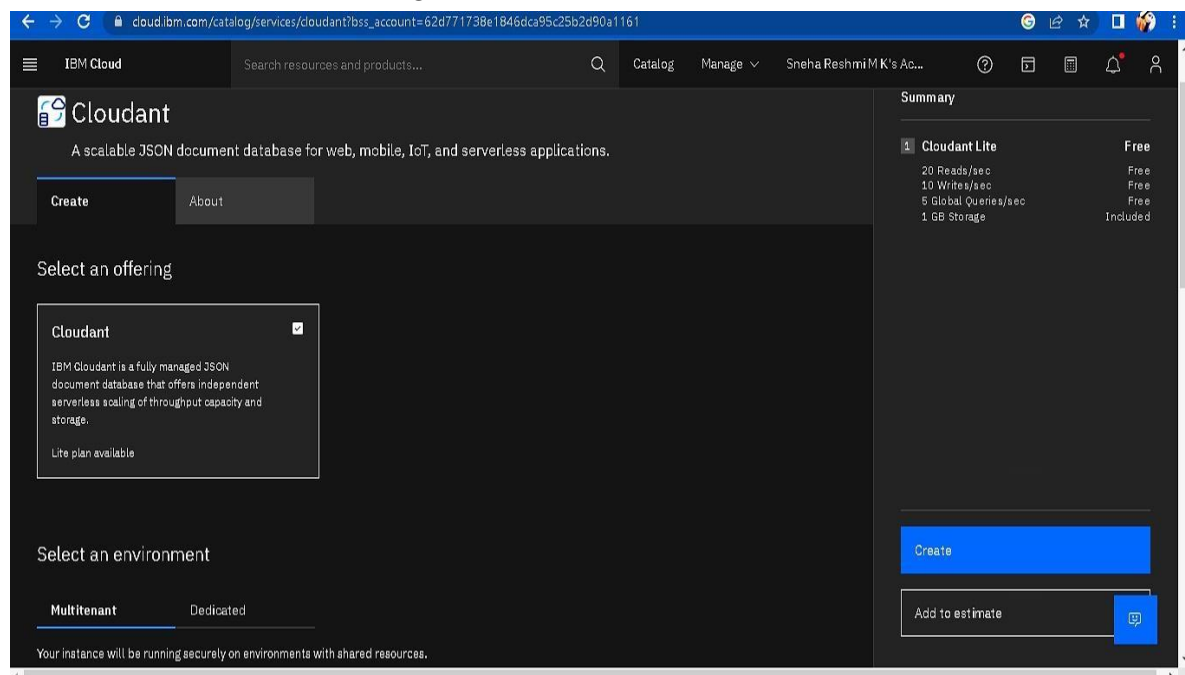 cloud.ibm.com/catalog/services/cloudant?bss_account=62d771738e1846dca95c25b2d90a1161
IBM Cloud
Search resources and products...
Catalog
Manage
Sneha Reshmi M K's Ac...
Cloudant
A scalable JSON document database for web, mobile, IoT, and serverless applications.
Create
About
Select an offering
Cloudant
IBM Cloudant is a fully managed JSON
document database that offers independent
serverless scaling of throughput capacity and
storage.
Lite plan available
Select an environment
Multitenant
Dedicated
Your instance will be running securely on environments with shared resources.
Summary
1 Cloudant Lite Free
20 Reads/sec Free
10 Writes/sec Free
5 Global Queries/sec Free
1 GB Storage Included
Create
Add to estimate